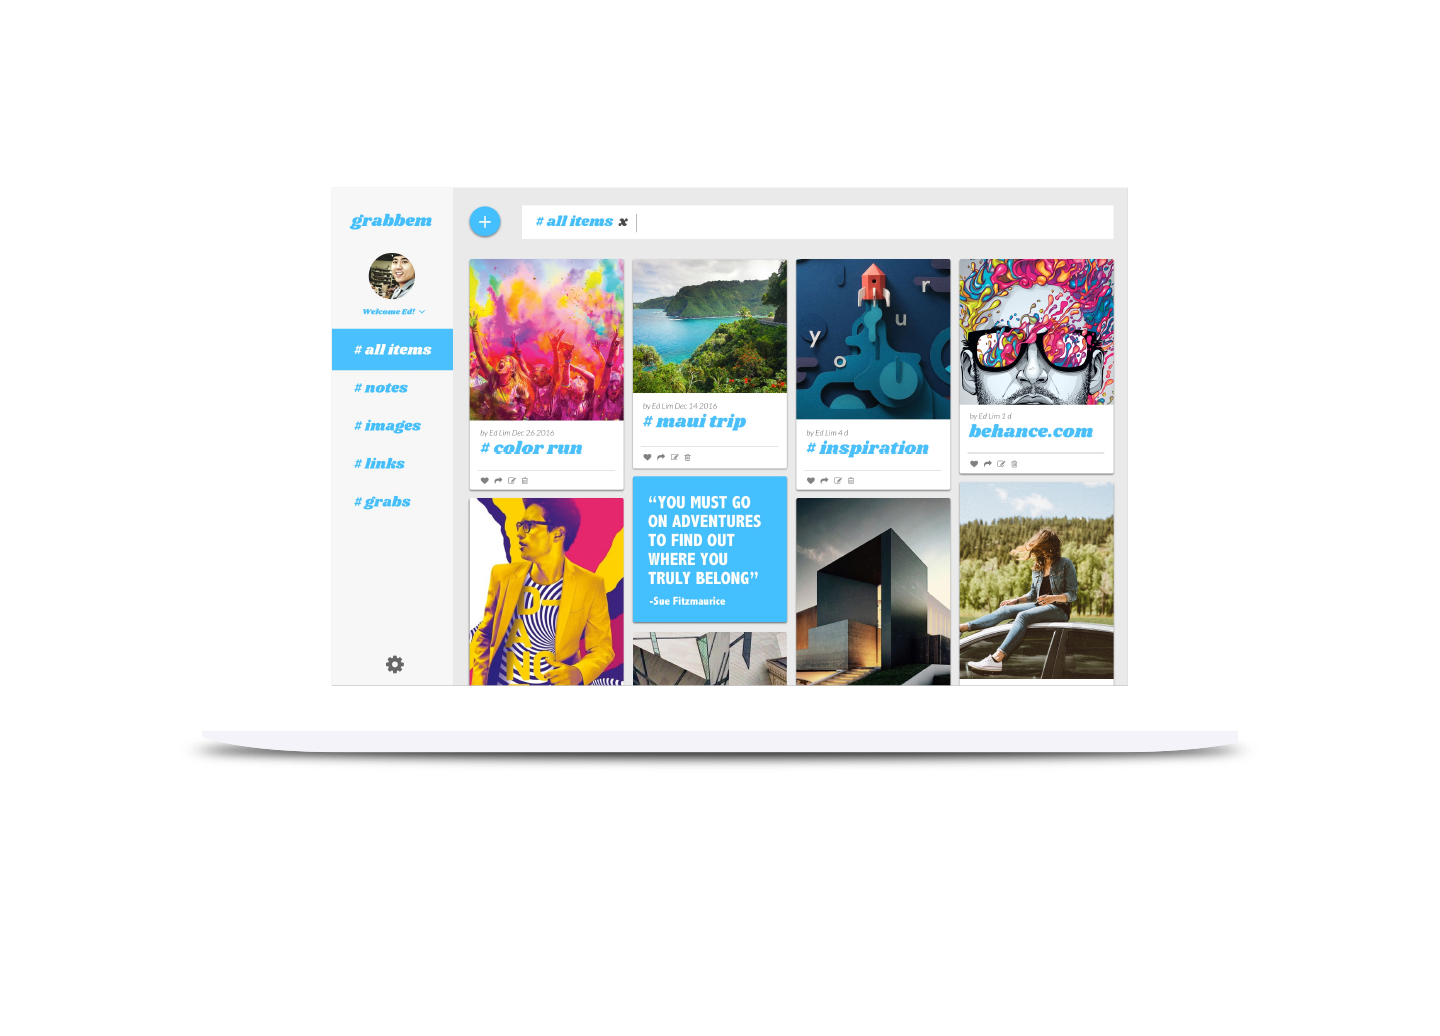 grabbem
Welcome Ed!
# all items
# notes
# images
# links
# grabs
# all items x
by Ed Lim Dec 26 2016
# color run
by Ed Lim Dec 14 2016
# maui trip
“YOU MUST GO
ON ADVENTURES
TO FIND OUT
WHERE YOU
TRULY BELONG”
-Sue Fitzmaurice
y o u r
by Ed Lim 4 d
# inspiration
by Ed Lim 1 d
behance.com